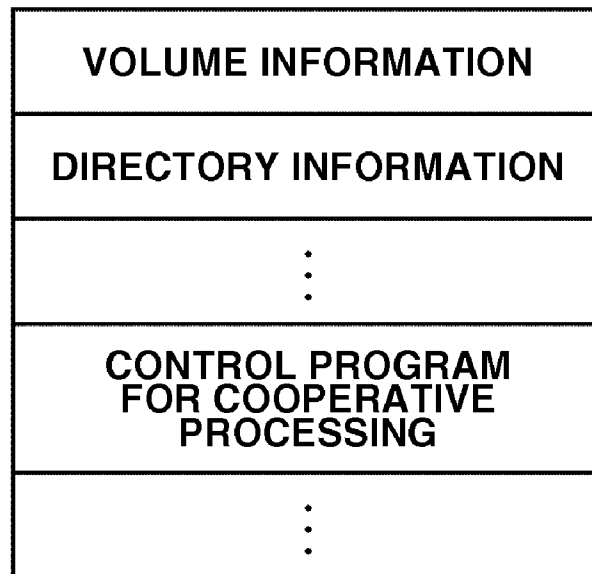 VOLUME INFORMATION
DIRECTORY INFORMATION
⋮
CONTROL PROGRAM
FOR COOPERATIVE
PROCESSING
⋮